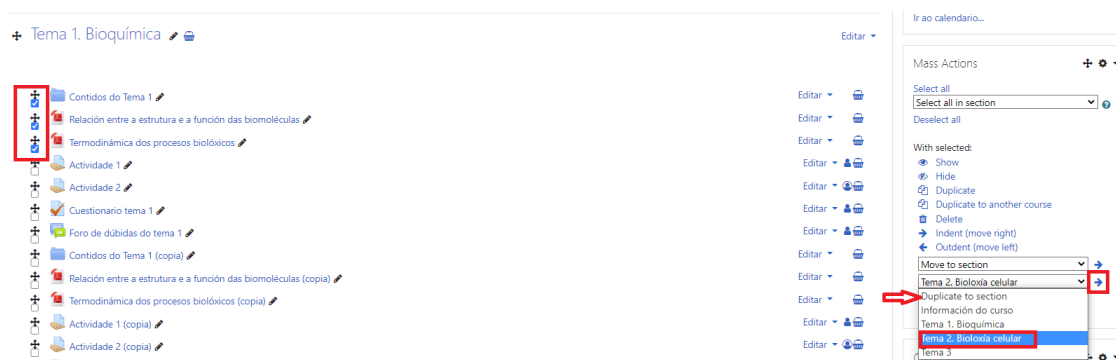 Ir ao calendario...
Tema 1. Bioquímica
Editar
Mass Actions
Select all
Select all in section
Deselect all
Contidos do Tema 1
Editar
Relación entre a estrutura e a función das biomoléculas
Editar
Termodinámica dos procesos biolóxicos
Editar
Actividade 1
Editar
Actividade 2
Editar
Cuestionario tema 1
Editar
Foro de dúbidas do tema 1
Editar
Contidos do Tema 1 (copia)
Editar
Relación entre a estrutura e a función das biomoléculas (copia)
Editar
Termodinámica dos procesos biolóxicos (copia)
Editar
Actividade 1 (copia)
Editar
Actividade 2 (copia)
Editar
With selected:
Show
Hide
Duplicate
Duplicate to another course
Delete
Indent (move right)
Outdent (move left)
Move to section
Tema 2. Bioloxía celular
Duplicate to section
Información do curso
Tema 1. Bioquímica
Tema 2. Bioloxía celular
Tema 3